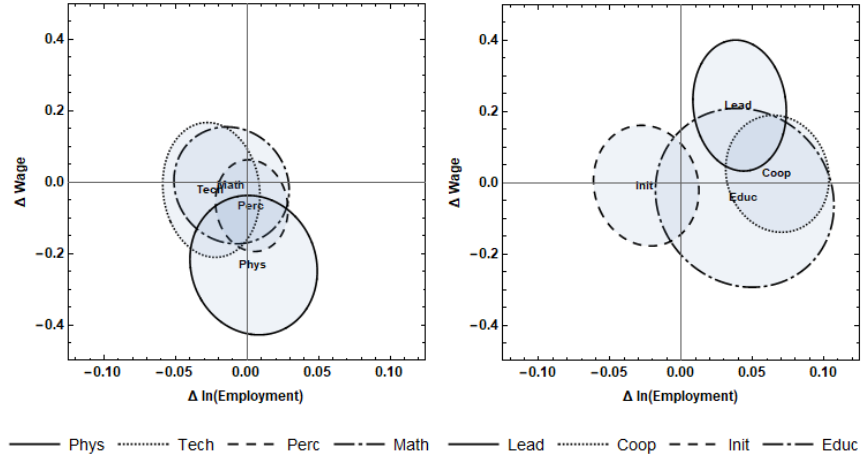 0.4
0.2
0.0
−0.2
−0.4
Δ Wage
Tech
Math
Perc
Phys
−0.10
−0.05
0.00
0.05
0.10
Δ ln(Employment)
0.4
0.2
0.0
−0.2
−0.4
Δ Wage
Lead
Coop
Init
Educ
−0.10
−0.05
0.00
0.05
0.10
Δ ln(Employment)
Phys Tech Perc Math Lead Coop Init Educ